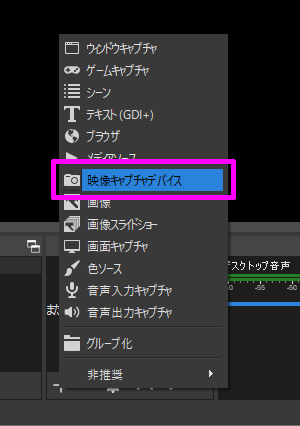 ウィンドウキャプチャ
ゲームキャプチャ
シーン
テキスト (GDI+)
ブラウザ
メディアソース
映像キャプチャデバイス
画像
画像スライドショー
画面キャプチャ
色ソース
デスクトップ音声
音声入力キャプチャ
-60 -55 -50
また
音声出力キャプチャ
グループ化
非推奨